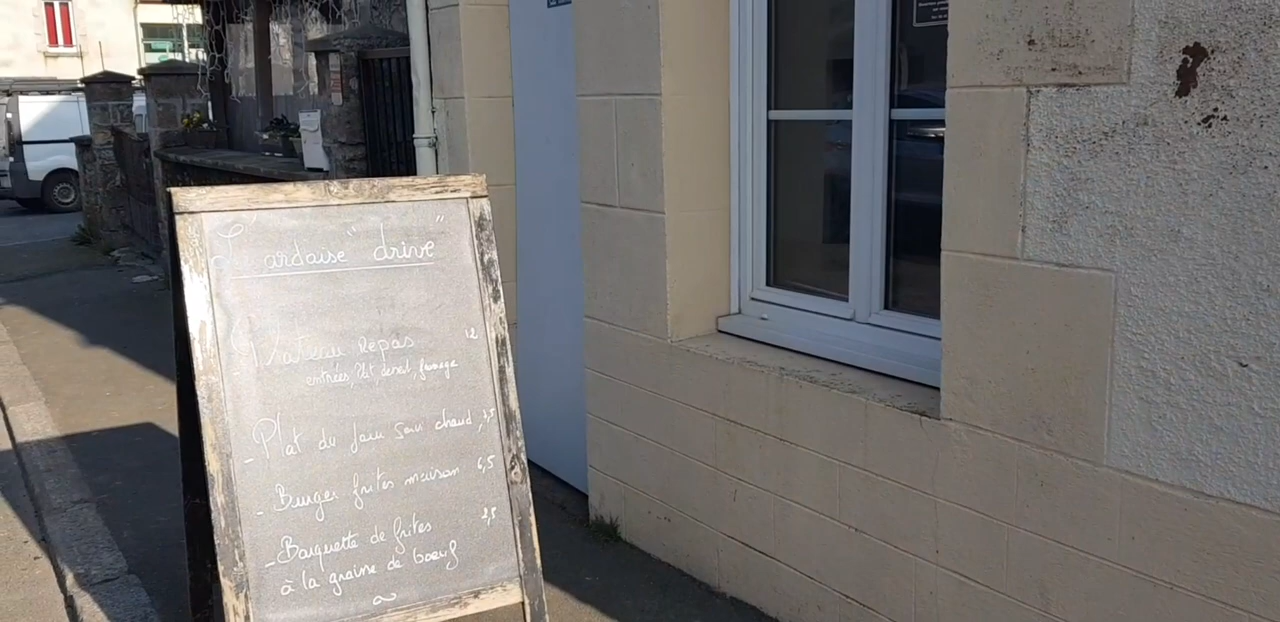 L'ardoise "drive"
Plateau Repas 12
entrées, Plat, dessert, fromage
- Plat du jour 5ain chaud, 7,5
- Burger frites maison 6,5
- Barquette de frites 2,5
à la graisse de boeuf